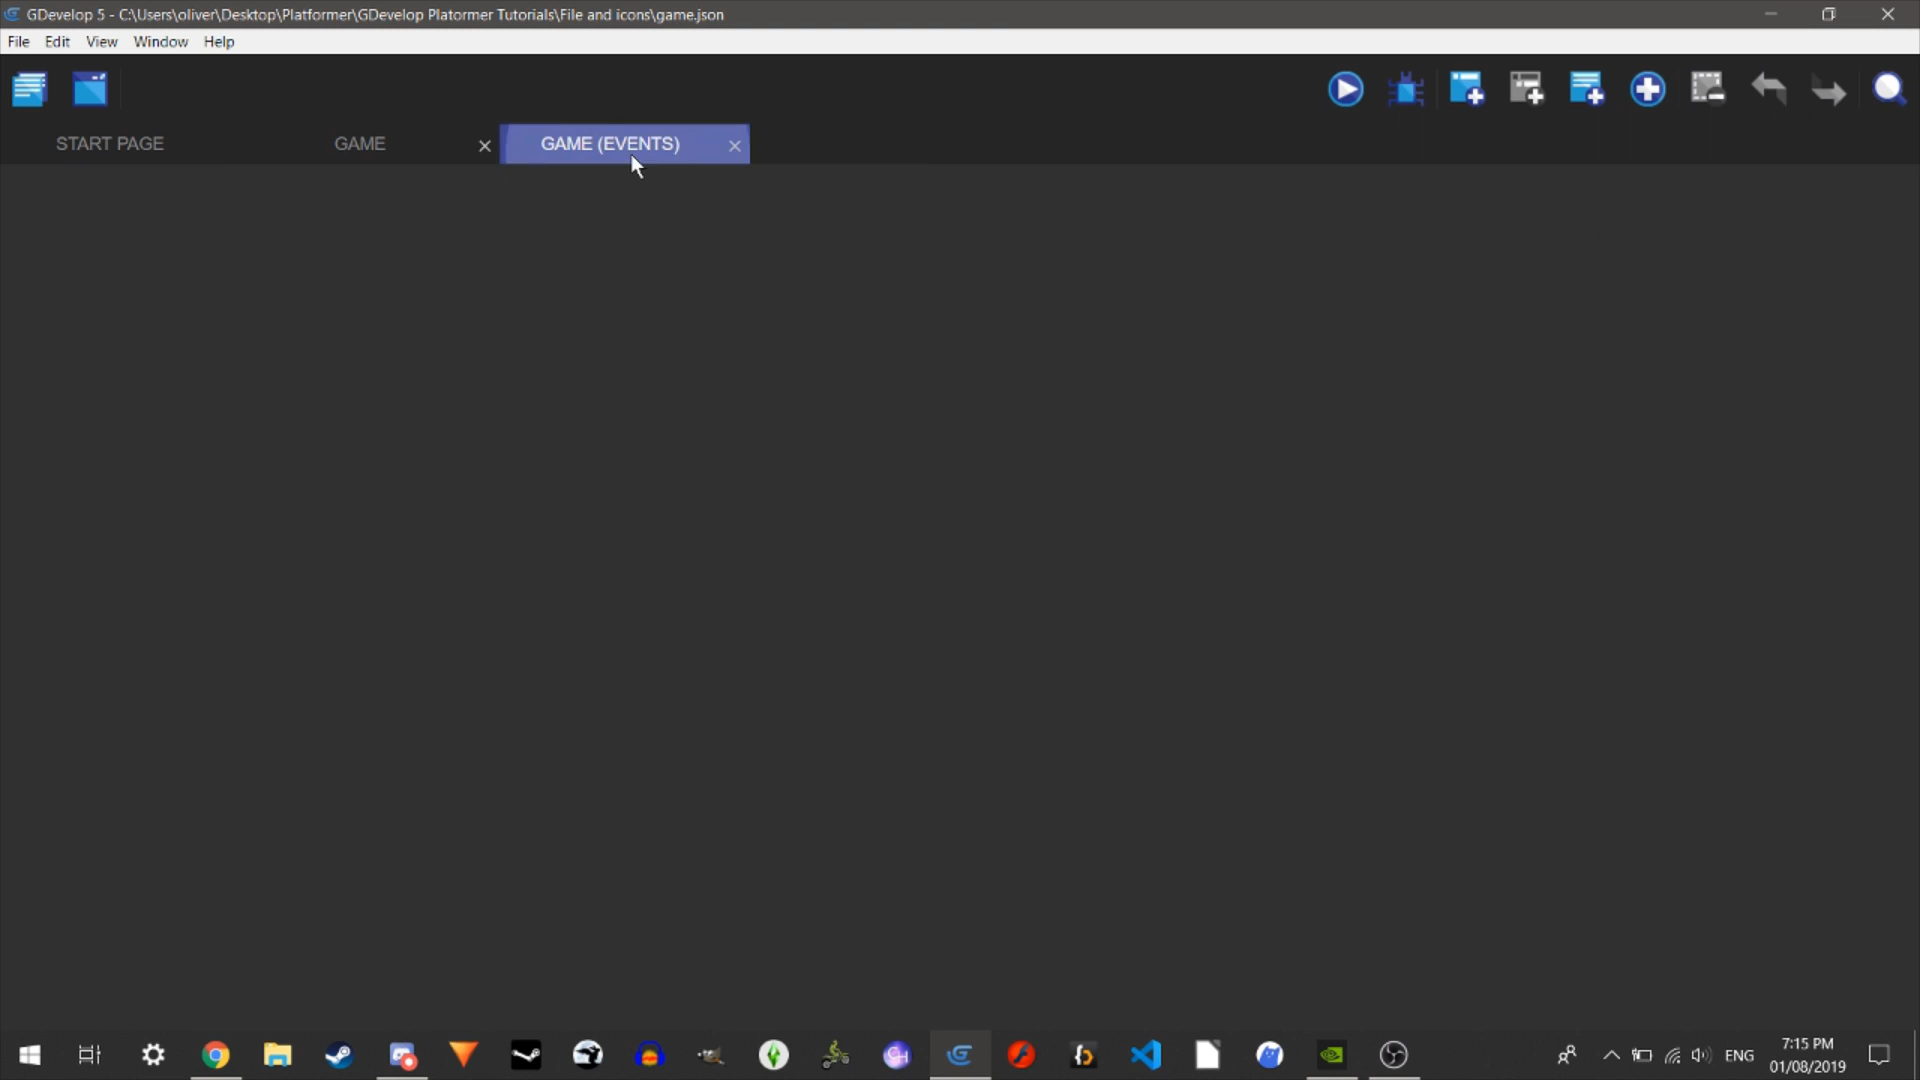 GDevelop 5 - C:\Users\oliver\Desktop\Platformer\GDevelop Platormer Tutorials\File and icons\game.json
File Edit View Window Help
START PAGE GAME GAME (EVENTS)
ENG
7:15 PM
01/08/2019